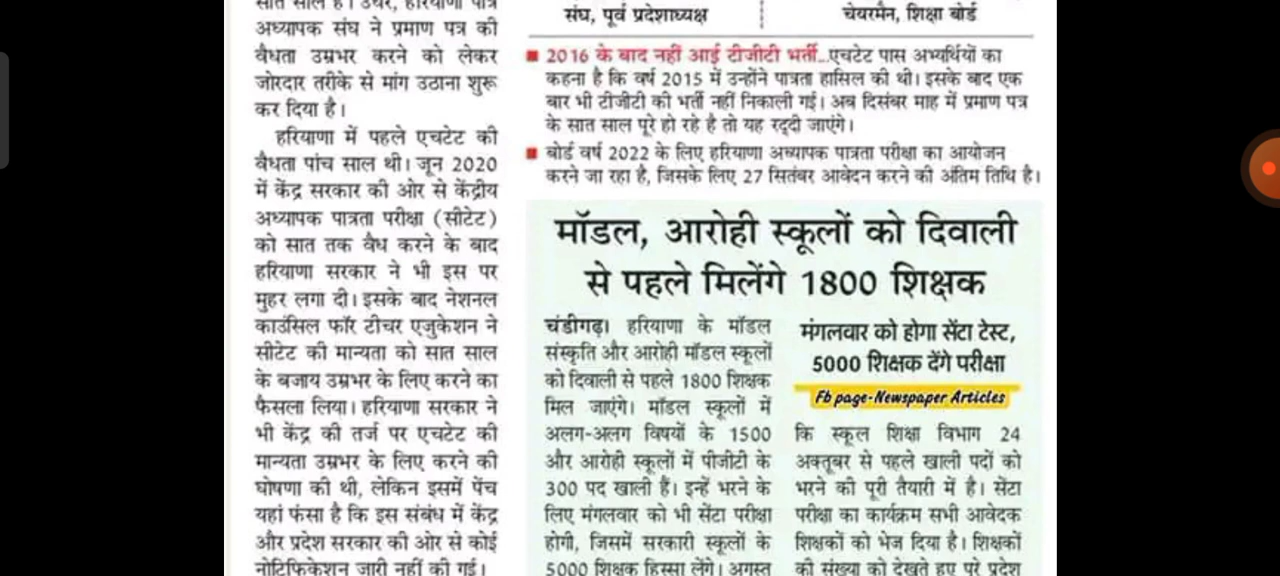 सात साल है। उधर, हरियाणा पात्र
अध्यापक संघ ने प्रमाण पत्र की
वैधता उम्रभर करने को लेकर
जोरदार तरीके से मांग उठाना शुरू
कर दिया है।
हरियाणा में पहले एचटेट की
वैधता पांच साल थी। जून 2020
में केंद्र सरकार की ओर से केंद्रीय
अध्यापक पात्रता परीक्षा (सीटेट)
को सात तक वैध करने के बाद
हरियाणा सरकार ने भी इस पर
मुहर लगा दी। इसके बाद नेशनल
काउंसिल फॉर टीचर एजुकेशन ने
सीटेट की मान्यता को सात साल
के बजाय उम्रभर के लिए करने का
फैसला लिया। हरियाणा सरकार ने
भी केंद्र की तर्ज पर एचटेट की
मान्यता उम्रभर के लिए करने की
घोषणा की थी, लेकिन इसमें पेंच
यहां फंसा है कि इस संबंध में केंद्र
और प्रदेश सरकार की ओर से कोई
नोटिफिकेशन जारी नहीं की गई।
संघ, पूर्व प्रदेशाध्यक्ष
चेयरमैन, शिक्षा बोर्ड
2016 के बाद नहीं आई टीजीटी भर्ती...एचटेट पास अभ्यर्थियों का
कहना है कि वर्ष 2015 में उन्होंने पात्रता हासिल की थी। इसके बाद एक
बार भी टीजीटी की भर्ती नहीं निकाली गई। अब दिसंबर माह में प्रमाण पत्र
के सात साल पूरे हो रहे है तो यह रद्दी जाएंगे।
बोर्ड वर्ष 2022 के लिए हरियाणा अध्यापक पात्रता परीक्षा का आयोजन
करने जा रहा है, जिसके लिए 27 सितंबर आवेदन करने की अंतिम तिथि है।
मॉडल, आरोही स्कूलों को दिवाली
से पहले मिलेंगे 1800 शिक्षक
चंडीगढ़। हरियाणा के मॉडल
संस्कृति और आरोही मॉडल स्कूलों
को दिवाली से पहले 1800 शिक्षक
मिल जाएंगे। मॉडल स्कूलों में
अलग-अलग विषयों के 1500
और आरोही स्कूलों में पीजीटी के
300 पद खाली हैं। इन्हें भरने के
लिए मंगलवार को भी सेंटा परीक्षा
होगी, जिसमें सरकारी स्कूलों के
5000 शिक्षक हिस्सा लेंगे। अगस्त
मंगलवार को होगा सेंटा टेस्ट,
5000 शिक्षक देंगे परीक्षा
Fb page-Newspaper Articles
कि स्कूल शिक्षा विभाग 24
अक्तूबर से पहले खाली पदों को
भरने की पूरी तैयारी में है। सेंटा
परीक्षा का कार्यक्रम सभी आवेदक
शिक्षकों को भेज दिया है। शिक्षकों
की संख्या को देखते हुए पूरे प्रदेश